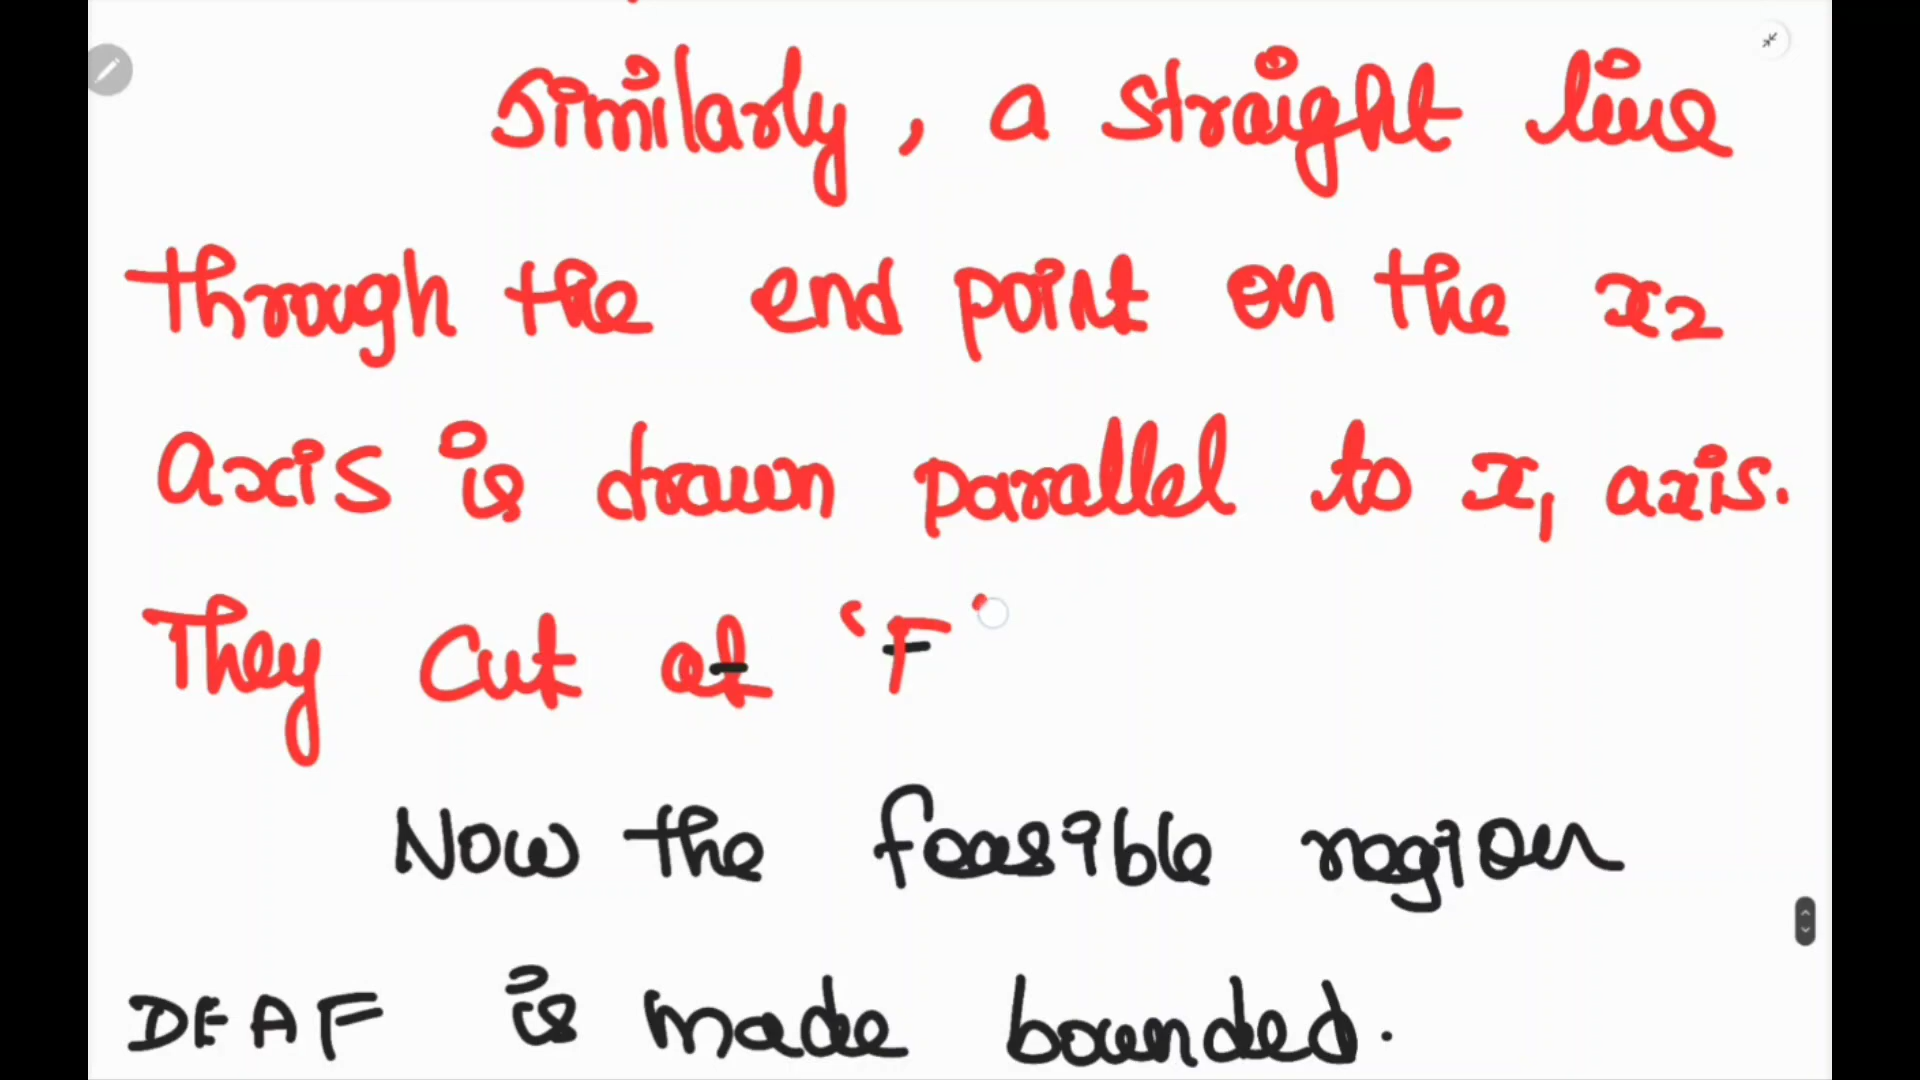 Similarly, a straight line
through the end point on the x2
axis is drawn parallel to x1 axis.
They cut at 'F'
Now the feasible region
DEAF is made bounded.